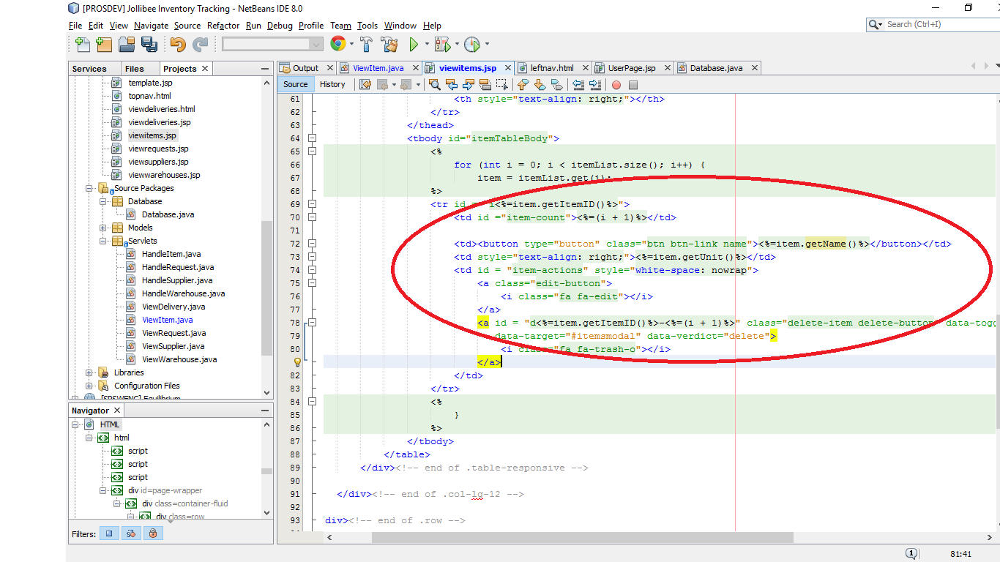 [PROSDEV] Jollibee Inventory Tracking - NetBeans IDE 8.0
File Edit View Navigate Source Refactor Run Debug Profile Team Tools Window Help
Search (Ctrl+I)
Services Files Projects
template.jsp
topnav.html
viewdeliveries.html
viewdeliveries.jsp
viewitems.jsp
viewrequests.jsp
viewsuppliers.jsp
viewwarehouses.jsp
Source Packages
Database
Database.java
Models
Servlets
HandleItem.java
HandleRequest.java
HandleSupplier.java
HandleWarehouse.java
ViewDelivery.java
ViewItem.java
ViewRequest.java
ViewSupplier.java
ViewWarehouse.java
Libraries
Configuration Files
[SPSWENG] Equilibrium
Navigator
HTML
html
script
script
script
div id=page-wrapper
div class=container-fluid
div class=row
Filters:
Output ViewItem.java viewitems.jsp leftnav.html UserPage.jsp Database.java
Source History
61 <th style="text-align: right;"></th>
62 </tr>
63 </thead>
64 <tbody id="itemTableBody">
65 <%
66 for (int i = 0; i < itemList.size(); i++) {
67 item = itemList.get(i);
68 %>
69 <tr id = "i<%=item.getItemID()%>">
70 <td id ="item-count"><%=(i + 1)%></td>
71
72 <td><button type="button" class="btn btn-link name"><%=item.getName()%></button></td>
73 <td style="text-align: right;"><%=item.getUnit()%></td>
74 <td id = "item-actions" style="white-space: nowrap">
75 <a class="edit-button">
76 <i class="fa fa-edit"></i>
77 </a>
78 <a id = "d<%=item.getItemID()%>-<%=(i + 1)%>" class="delete-item delete-button" data-togg
79 data-target="#itemsmodal" data-verdict="delete">
80 <i class="fa fa-trash-o"></i>
</a>
82 </td>
83 </tr>
84 <%
85 }
86 %>
87 </tbody>
88 </table>
89 </div><!-- end of .table-responsive -->
90
91 </div><!-- end of .col-lg-12 -->
92
93 div><!-- end of .row -->
1
81:41